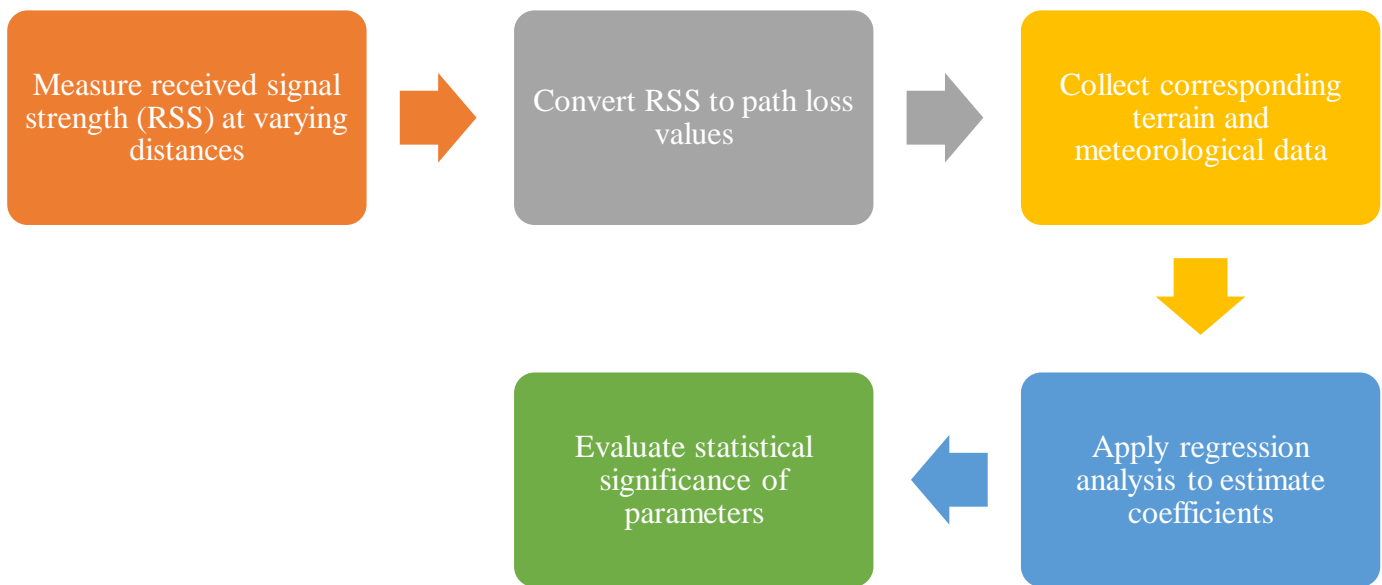 Measure received signal
strength (RSS) at varying
distances
Convert RSS to path loss
values
Collect corresponding
terrain and
meteorological data
Apply regression
analysis to estimate
coefficients
Evaluate statistical
significance of
parameters